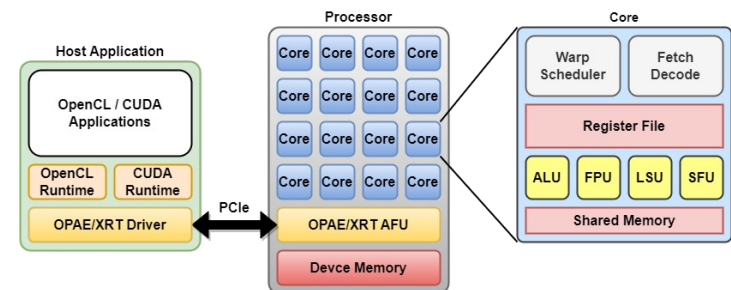 Host Application
OpenCL / CUDA
Applications
OpenCL
Runtime
CUDA
Runtime
OPAE/XRT Driver
PCIe
Processor
Core Core Core Core
Core Core Core Core
Core Core Core Core
Core Core Core Core
OPAE/XRT AFU
Devce Memory
Core
Warp
Scheduler
Fetch
Decode
Register File
ALU FPU LSU SFU
Shared Memory